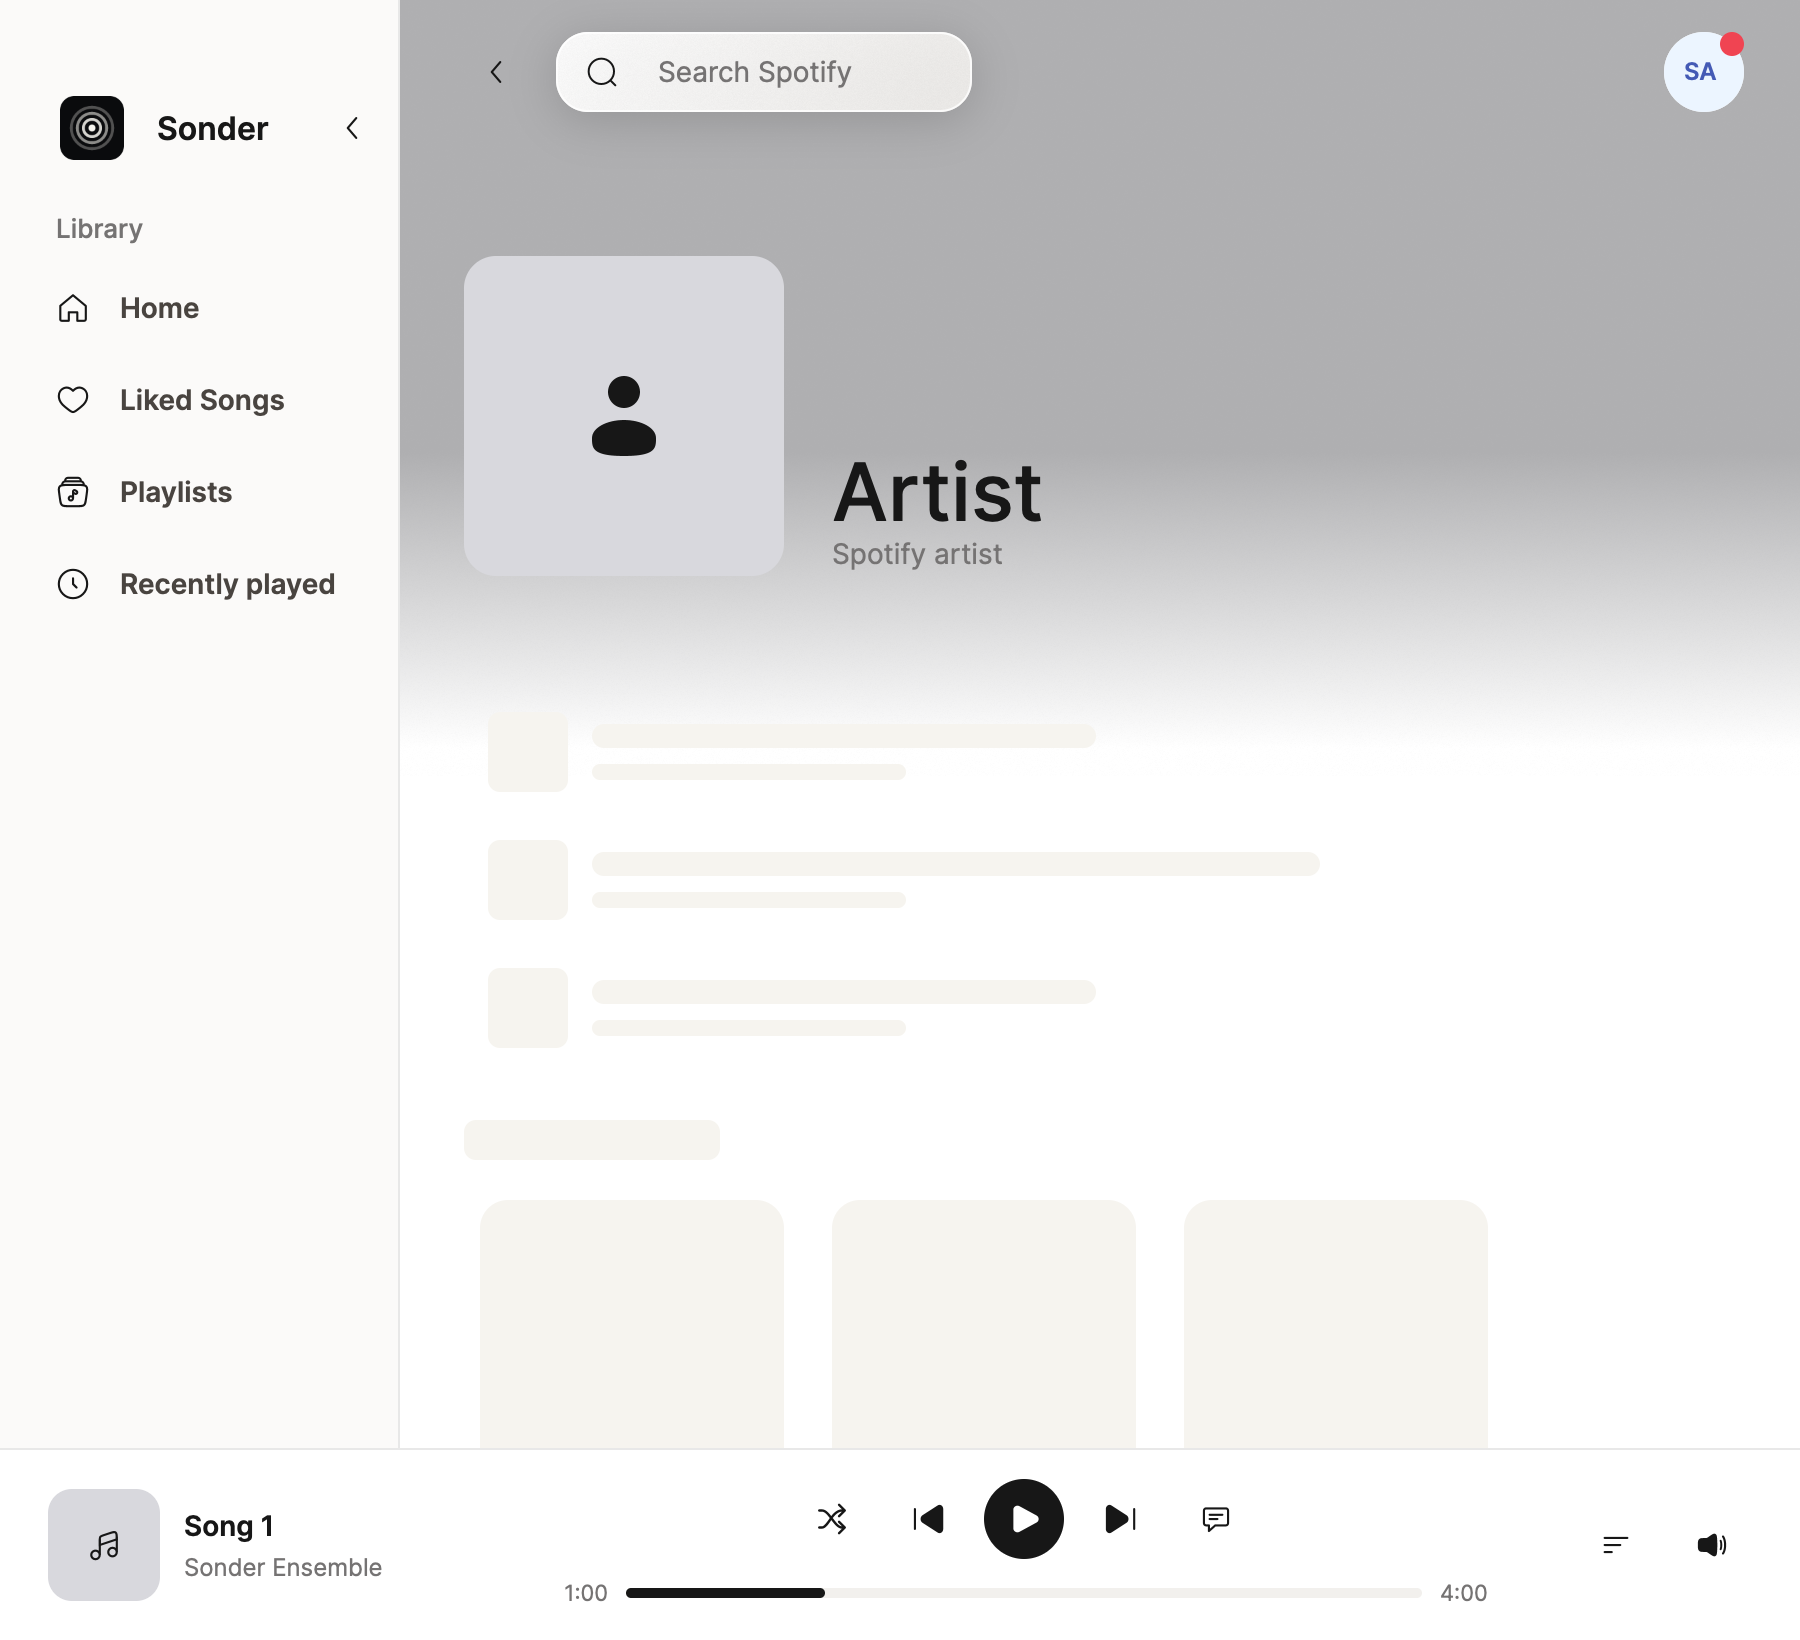 Sonder
Library
Home
Liked Songs
Playlists
Recently played
Search Spotify
SA
Artist
Spotify artist
Song 1
Sonder Ensemble
1:00
4:00